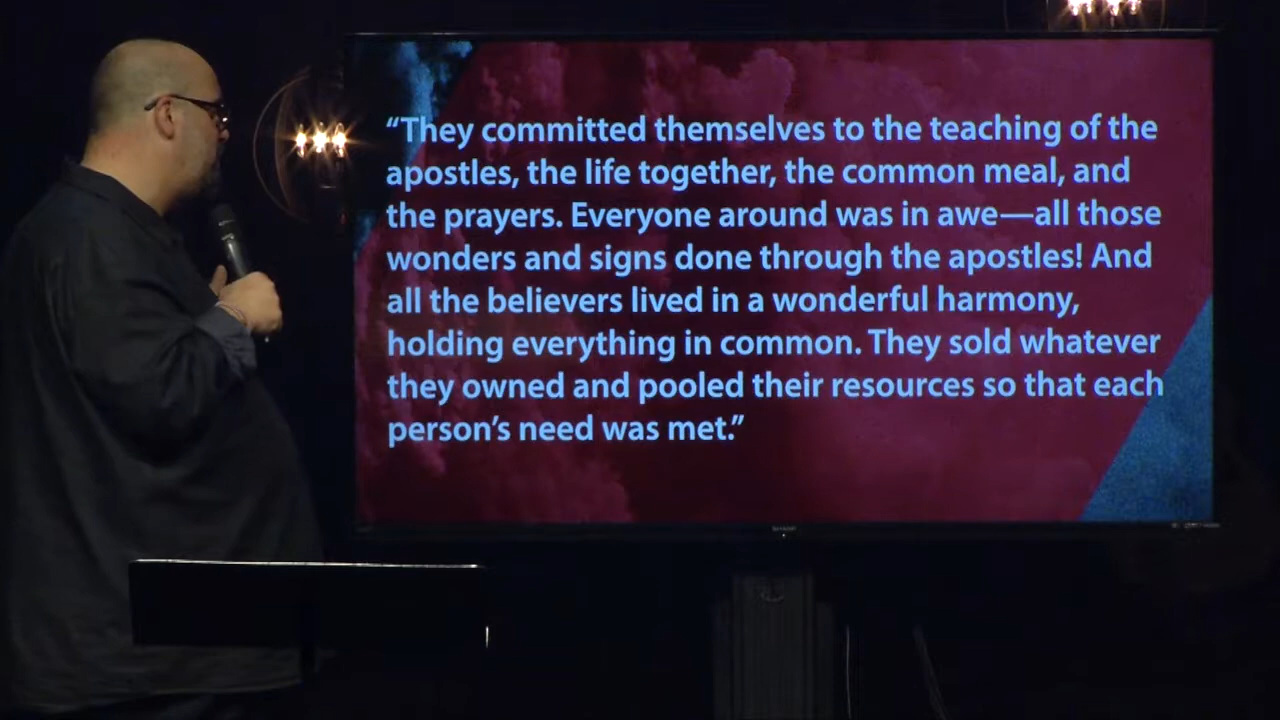 “They committed themselves to the teaching of the
apostles, the life together, the common meal, and
the prayers. Everyone around was in awe—all those
wonders and signs done through the apostles! And
all the believers lived in a wonderful harmony,
holding everything in common. They sold whatever
they owned and pooled their resources so that each
person’s need was met.”